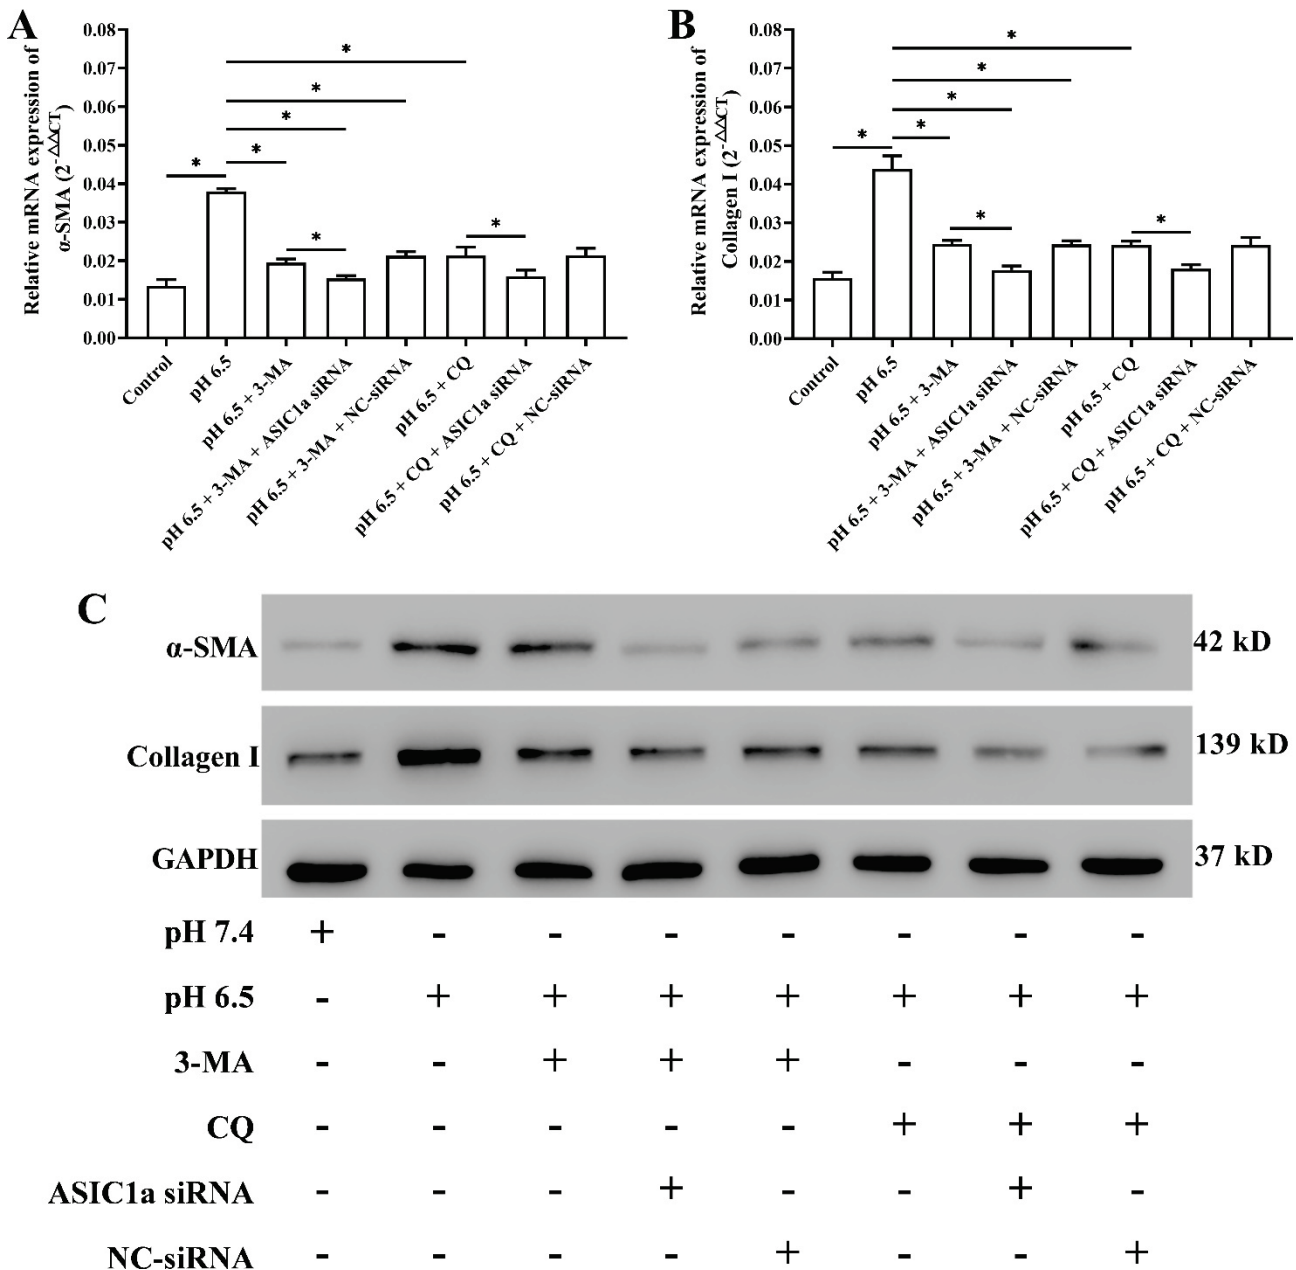 A
Relative mRNA expression of
α-SMA (2^-△△CT)
0.08
0.07
0.06
0.05
0.04
0.03
0.02
0.01
0.00
*
*
*
*
*
*
*
Control
pH 6.5
pH 6.5 + 3-MA
pH 6.5 + 3-MA + ASIC1a siRNA
pH 6.5 + 3-MA + NC-siRNA
pH 6.5 + CQ
pH 6.5 + CQ + ASIC1a siRNA
pH 6.5 + CQ + NC-siRNA
B
Relative mRNA expression of
Collagen I (2^-△△CT)
0.08
0.07
0.06
0.05
0.04
0.03
0.02
0.01
0.00
*
*
*
*
*
*
*
Control
pH 6.5
pH 6.5 + 3-MA
pH 6.5 + 3-MA + ASIC1a siRNA
pH 6.5 + 3-MA + NC-siRNA
pH 6.5 + CQ
pH 6.5 + CQ + ASIC1a siRNA
pH 6.5 + CQ + NC-siRNA
C
α-SMA 42 kD
Collagen I 139 kD
GAPDH 37 kD
pH 7.4 + - - - - - - -
pH 6.5 - + + + + + + +
3-MA - - + + + - - -
CQ - - - - - + + +
ASIC1a siRNA - - - + - - + -
NC-siRNA - - - - + - - +